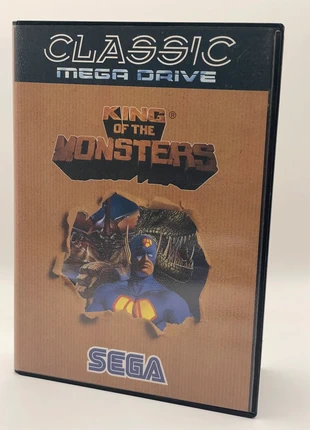 CLASSIC
MEGA DRIVE
KING®
OF THE
MONSTERS
SEGA